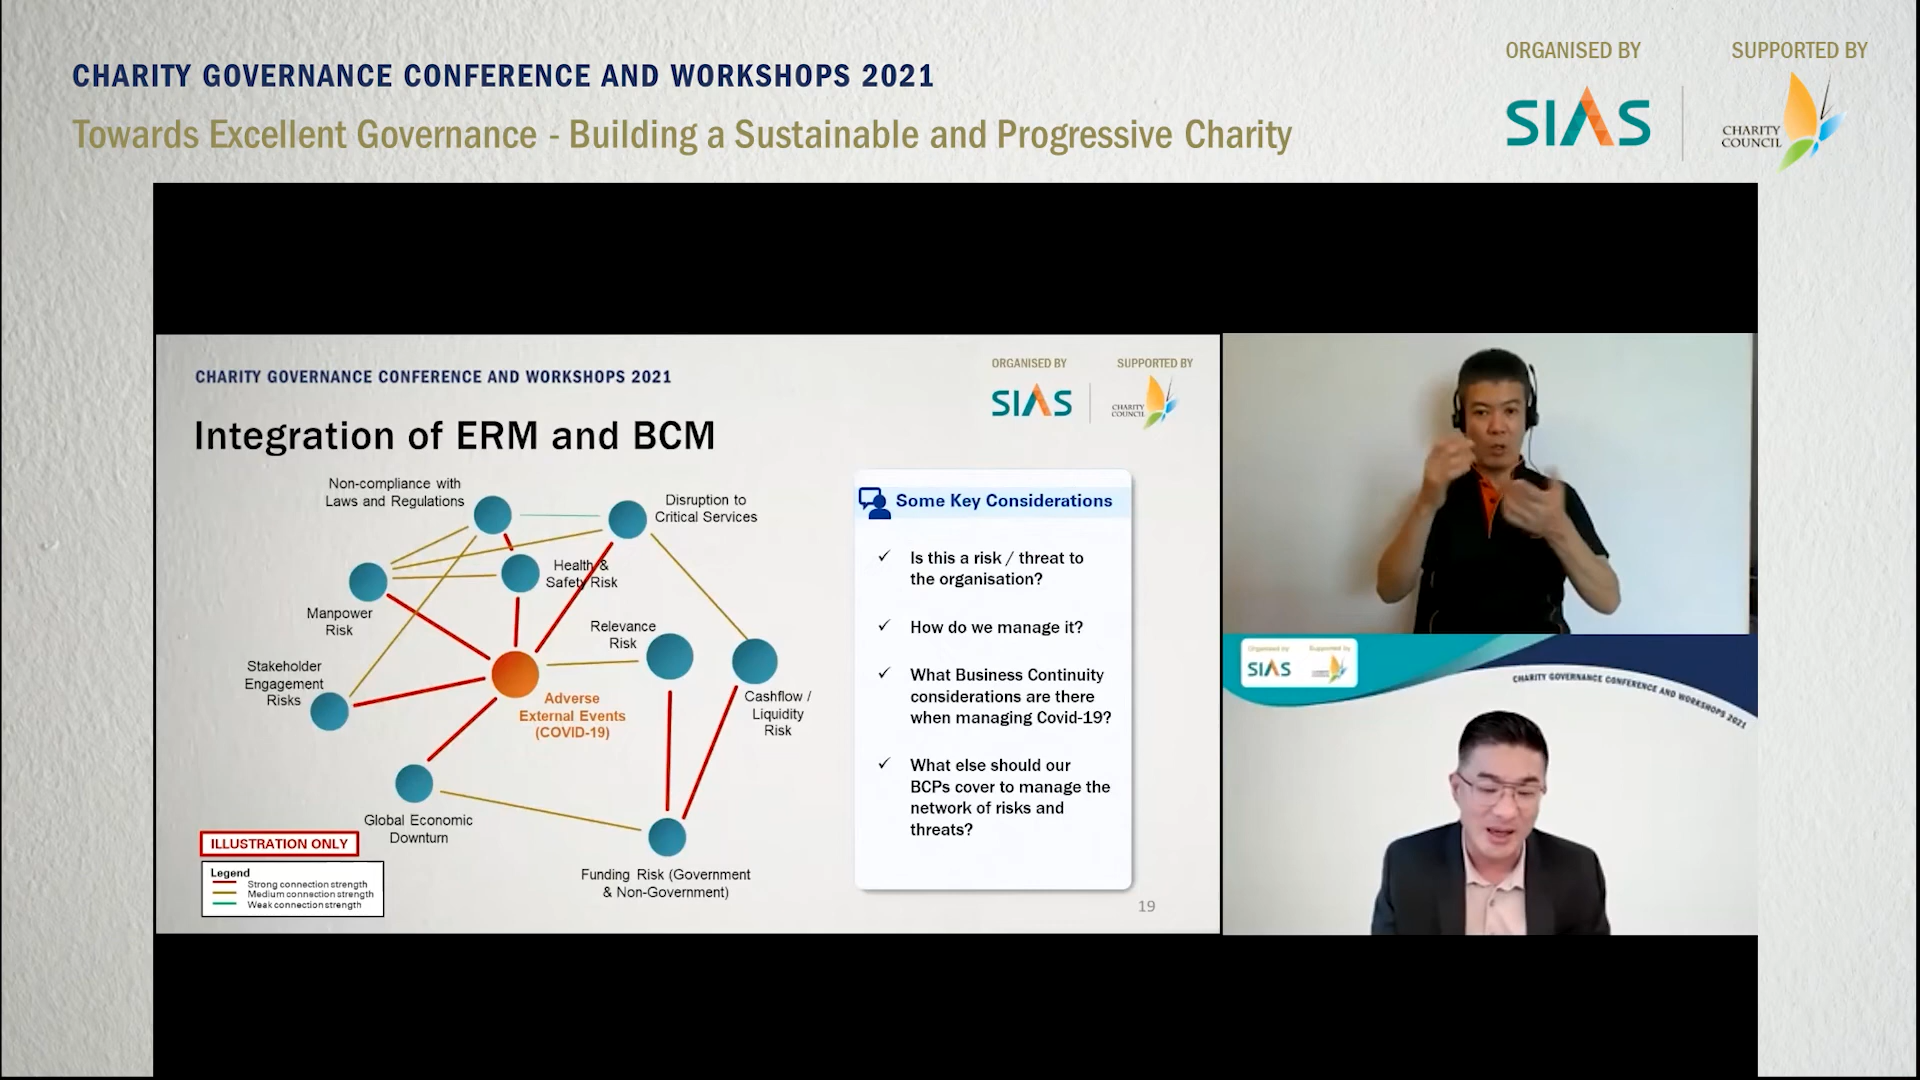 CHARITY GOVERNANCE CONFERENCE AND WORKSHOPS 2021
Towards Excellent Governance - Building a Sustainable and Progressive Charity
ORGANISED BY
SIAS
SUPPORTED BY
CHARITY
COUNCIL
CHARITY GOVERNANCE CONFERENCE AND WORKSHOPS 2021
ORGANISED BY
SIAS
SUPPORTED BY
CHARITY
COUNCIL
Integration of ERM and BCM
Non-compliance with
Laws and Regulations
Disruption to
Critical Services
Health &
Safety Risk
Manpower
Risk
Relevance
Risk
Stakeholder
Engagement
Risks
Adverse
External Events
(COVID-19)
Cashflow /
Liquidity
Risk
Global Economic
Downturn
Funding Risk (Government
& Non-Government)
ILLUSTRATION ONLY
Legend
Strong connection strength
Medium connection strength
Weak connection strength
Some Key Considerations
✓ Is this a risk / threat to
the organisation?
✓ How do we manage it?
✓ What Business Continuity
considerations are there
when managing Covid-19?
✓ What else should our
BCPs cover to manage the
network of risks and
threats?
19
Organised by
SIAS
Supported by
CHARITY GOVERNANCE CONFERENCE AND WORKSHOPS 2021